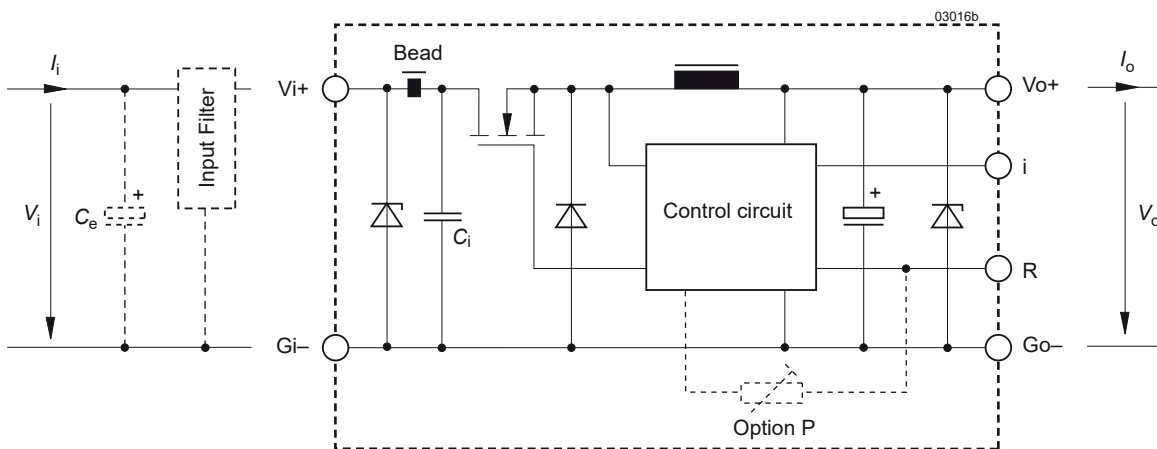 03016b
Bead
Ii
Vi+
Vo+
Io
Input Filter
i
+
+
Control circuit
Vi
Ce
Ci
Vo
R
Gi–
Go–
Option P